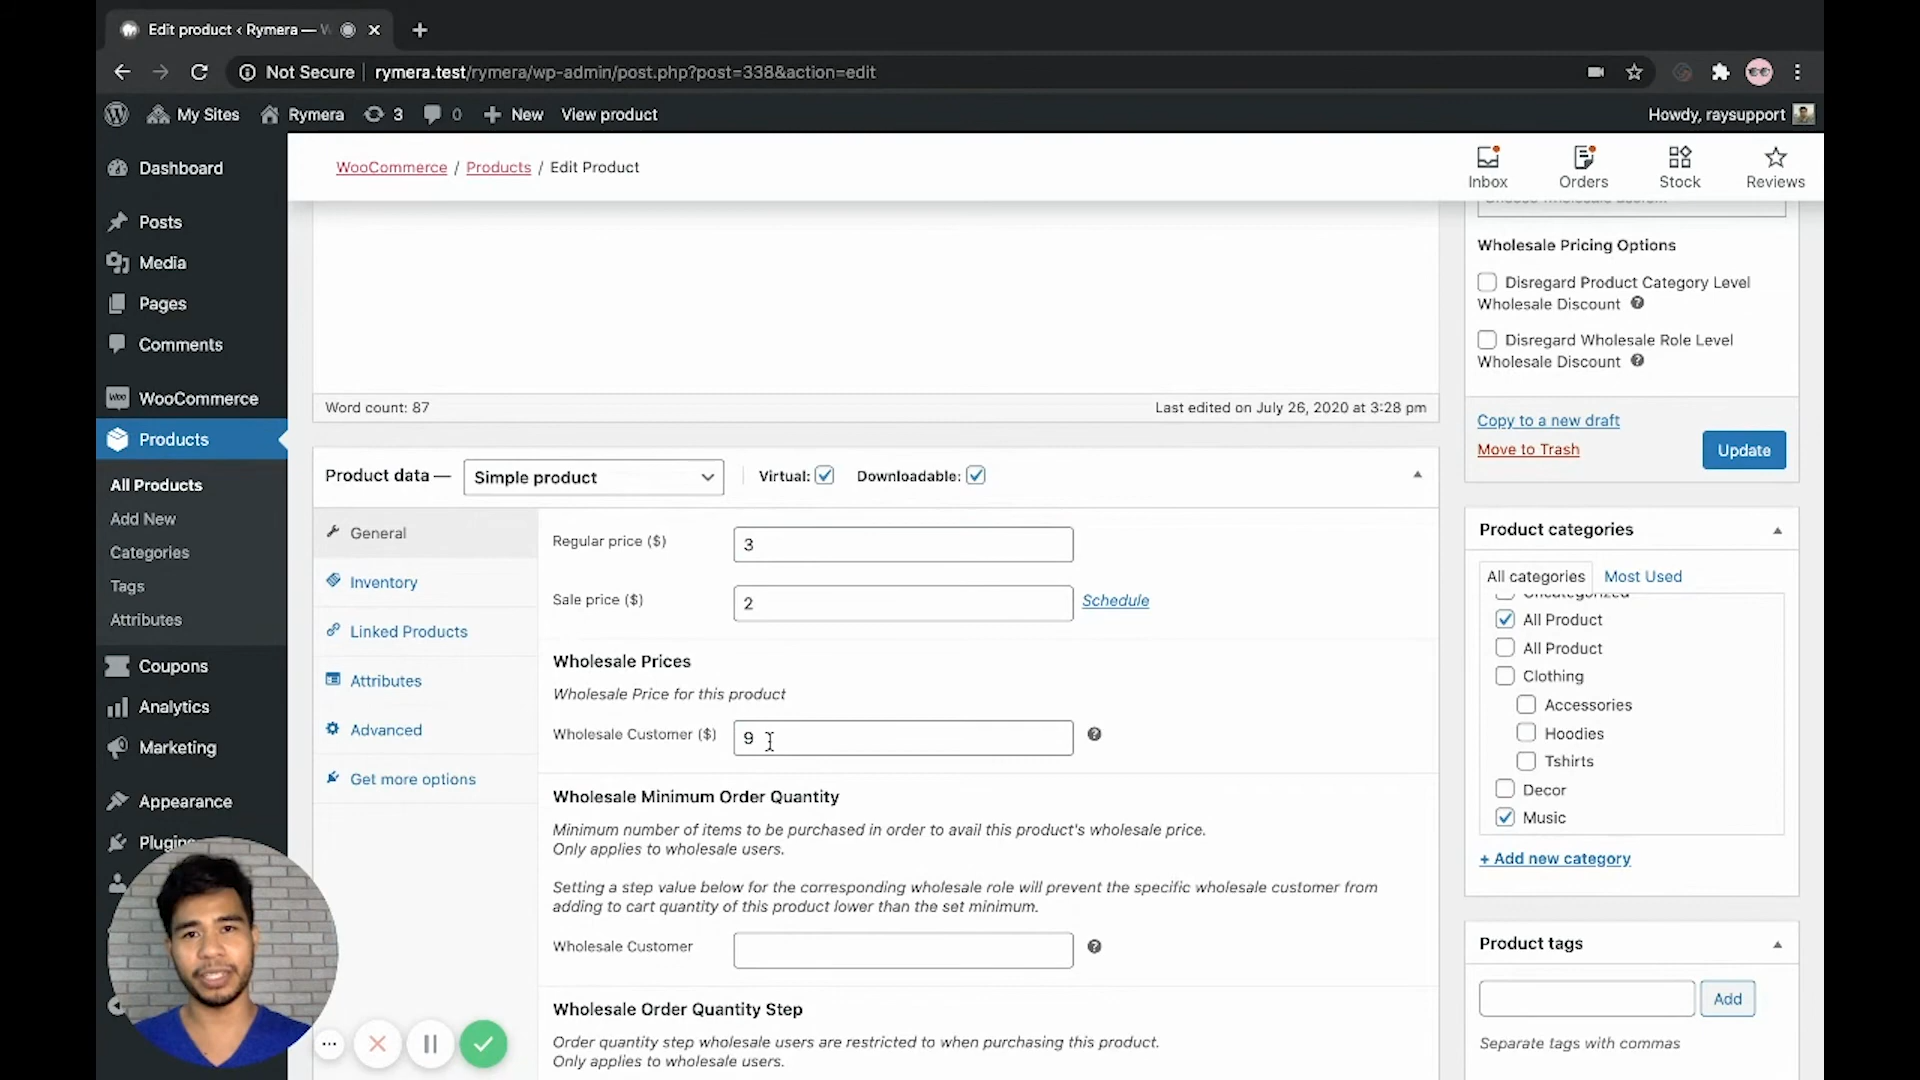 Edit product ‹ Rymera — W
Not Secure rymera.test/rymera/wp-admin/post.php?post=338&action=edit
My Sites Rymera 3 0 New View product Howdy, raysupport
WooCommerce / Products / Edit Product
Inbox Orders Stock Reviews
Dashboard
Posts
Media
Pages
Comments
WooCommerce
Products
All Products
Add New
Categories
Tags
Attributes
Coupons
Analytics
Marketing
Appearance
Plugins
Word count: 87 Last edited on July 26, 2020 at 3:28 pm
Product data — Simple product Virtual: Downloadable:
General
Inventory
Linked Products
Attributes
Advanced
Get more options
Regular price ($) 3
Sale price ($) 2 Schedule
Wholesale Prices
Wholesale Price for this product
Wholesale Customer ($) 9
Wholesale Minimum Order Quantity
Minimum number of items to be purchased in order to avail this product's wholesale price.
Only applies to wholesale users.
Setting a step value below for the corresponding wholesale role will prevent the specific wholesale customer from
adding to cart quantity of this product lower than the set minimum.
Wholesale Customer
Wholesale Order Quantity Step
Order quantity step wholesale users are restricted to when purchasing this product.
Only applies to wholesale users.
Wholesale Pricing Options
Disregard Product Category Level
Wholesale Discount
Disregard Wholesale Role Level
Wholesale Discount
Copy to a new draft
Move to Trash
Update
Product categories
All categories Most Used
Uncategorized
All Product
All Product
Clothing
Accessories
Hoodies
Tshirts
Decor
Music
+ Add new category
Product tags
Add
Separate tags with commas